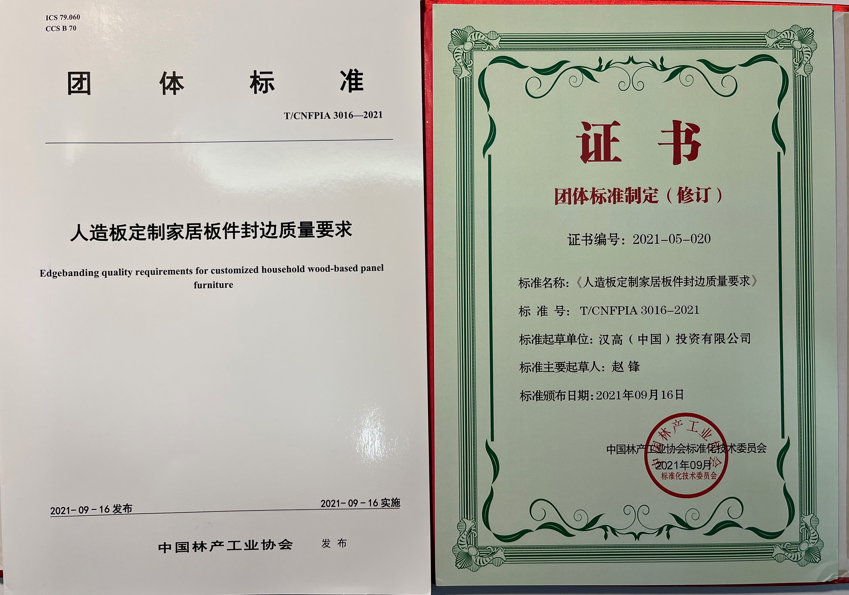 ICS 79.060
CCS B 70
团体标准
T/CNFPIA 3016—2021
人造板定制家居板件封边质量要求
Edgebanding quality requirements for customized household wood-based panel
furniture
2021-09-16 发布
2021-09-16 实施
中国林产工业协会 发布
证书
团体标准制定（修订）
证书编号：2021-05-020
标准名称：《人造板定制家居板件封边质量要求》
标 准 号：T/CNFPIA 3016-2021
标准起草单位：汉高（中国）投资有限公司
标准主要起草人：赵 锋
标准颁布日期：2021年09月16日
中国林产工业协会标准化技术委员会
2021年09月
中国林产工业协会
标准化技术委员会